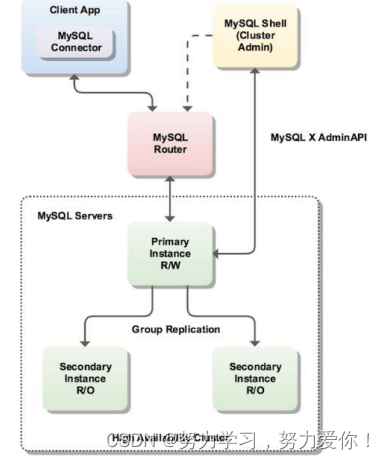 Client App
MySQL
Connector
MySQL Shell
(Cluster
Admin)
MySQL
Router
MySQL X AdminAPI
MySQL Servers
Primary
Instance
R/W
Group Replication
Secondary
Instance
R/O
Secondary
Instance
R/O
High Availability Cluster
CSDN @努力学习，努力爱你！